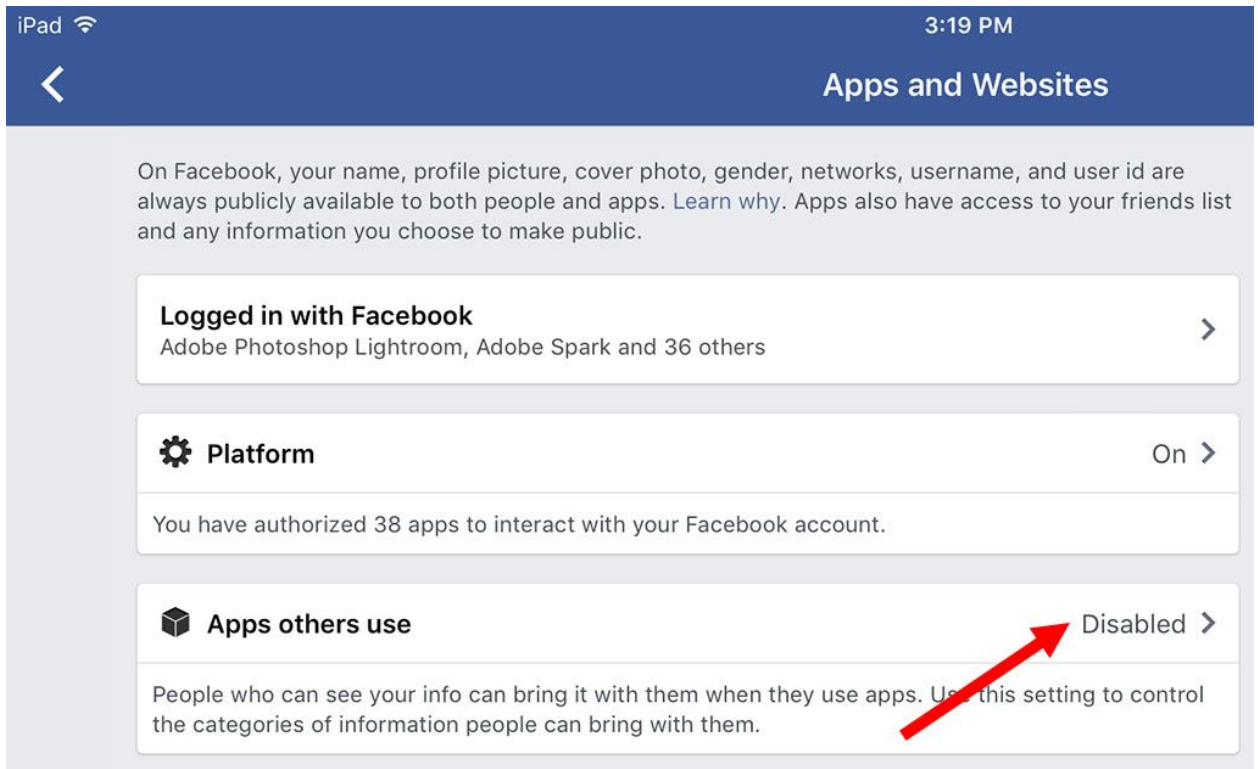 iPad
3:19 PM
Apps and Websites
On Facebook, your name, profile picture, cover photo, gender, networks, username, and user id are
always publicly available to both people and apps. Learn why. Apps also have access to your friends list
and any information you choose to make public.
Logged in with Facebook
Adobe Photoshop Lightroom, Adobe Spark and 36 others
Platform
On
You have authorized 38 apps to interact with your Facebook account.
Apps others use
Disabled
People who can see your info can bring it with them when they use apps. Use this setting to control
the categories of information people can bring with them.